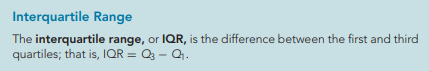 Interquartile Range
The interquartile range, or IQR, is the difference between the first and third
quartiles; that is, IQR = Q₃ − Q₁.